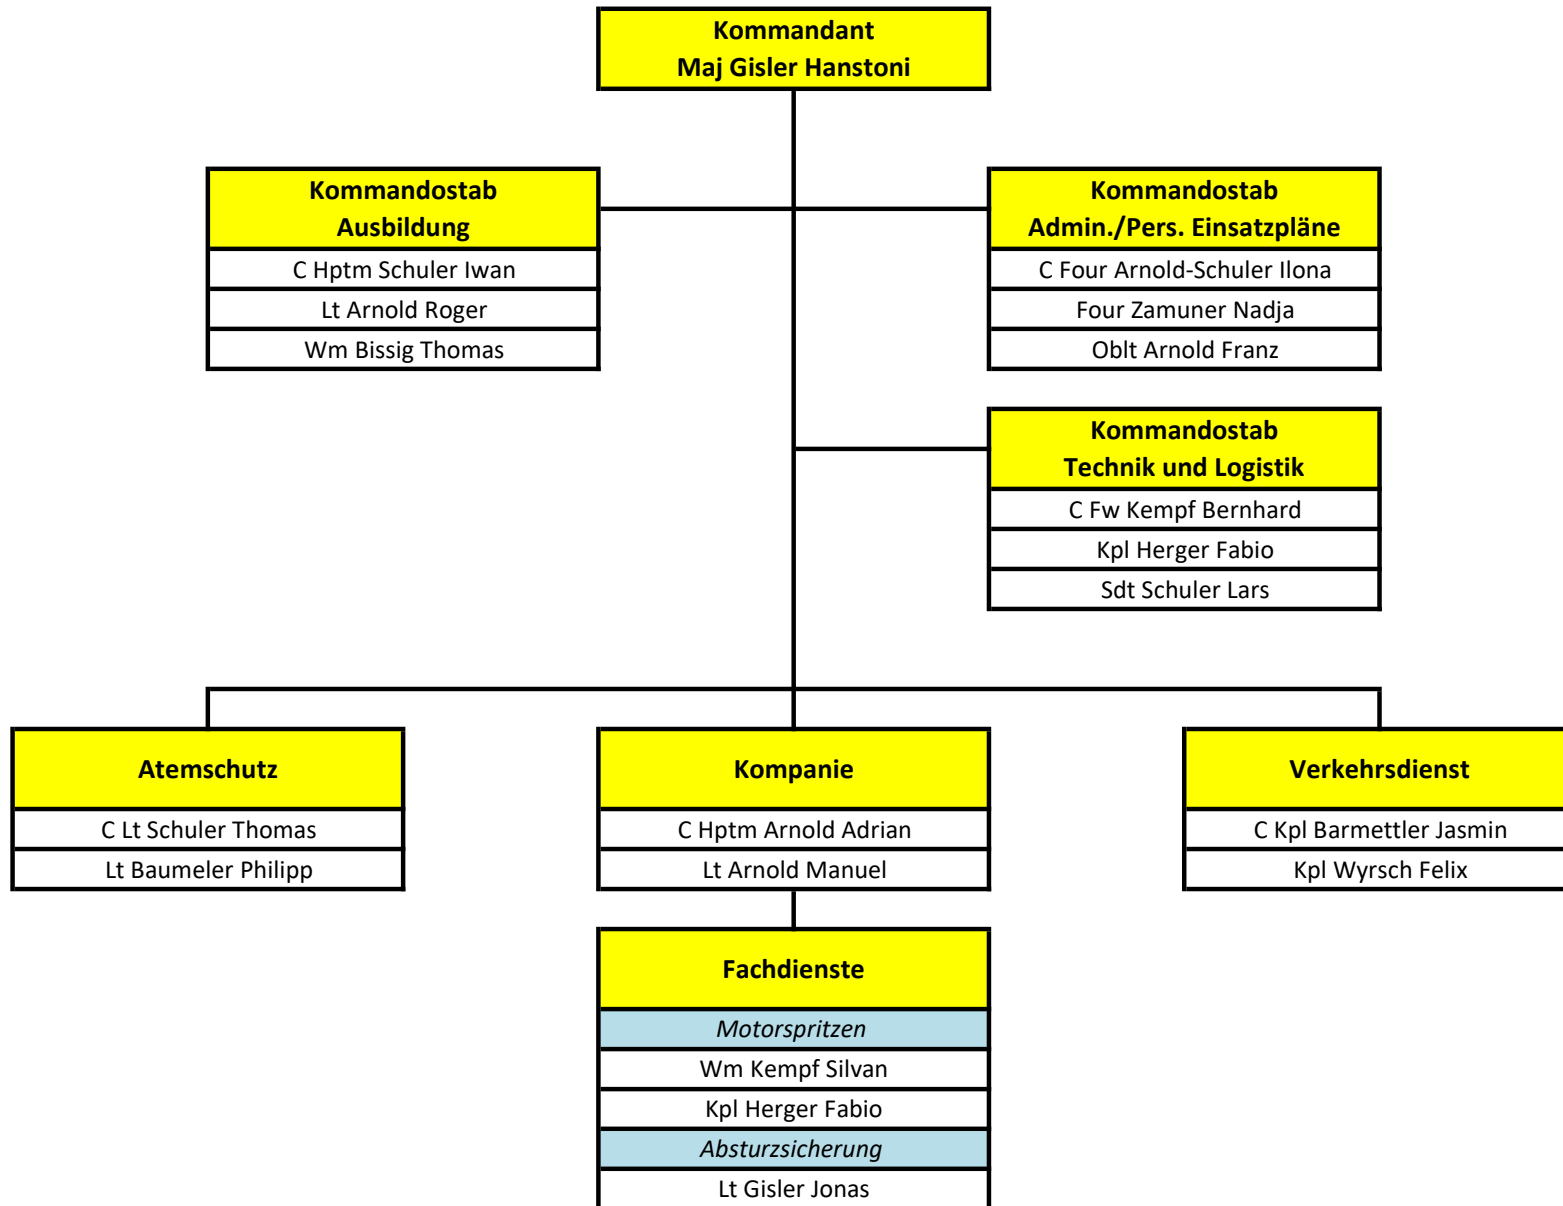 Kommandant
Maj Gisler Hanstoni
Kommandostab
Ausbildung
C Hptm Schuler Iwan
Lt Arnold Roger
Wm Bissig Thomas
Kommandostab
Admin./Pers. Einsatzpläne
C Four Arnold-Schuler Ilona
Four Zamuner Nadja
Oblt Arnold Franz
Kommandostab
Technik und Logistik
C Fw Kempf Bernhard
Kpl Herger Fabio
Sdt Schuler Lars
Atemschutz
C Lt Schuler Thomas
Lt Baumeler Philipp
Kompanie
C Hptm Arnold Adrian
Lt Arnold Manuel
Verkehrsdienst
C Kpl Barmettler Jasmin
Kpl Wyrsch Felix
Fachdienste
Motorspritzen
Wm Kempf Silvan
Kpl Herger Fabio
Absturzsicherung
Lt Gisler Jonas